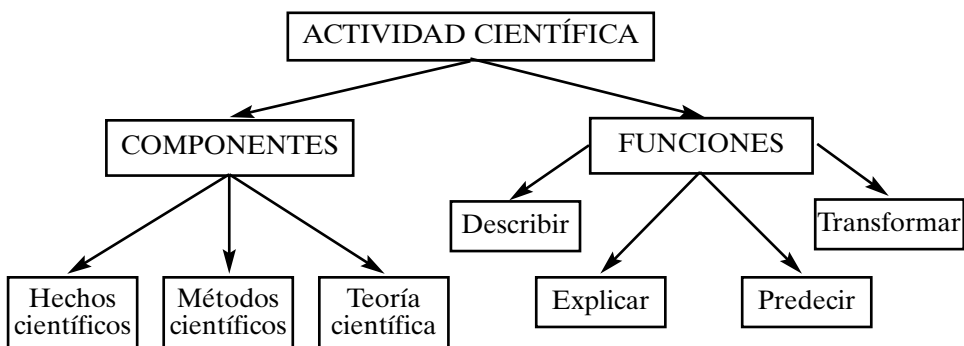 ACTIVIDAD CIENTÍFICA
COMPONENTES
FUNCIONES
Describir
Transformar
Hechos
científicos
Métodos
científicos
Teoría
científica
Explicar
Predecir